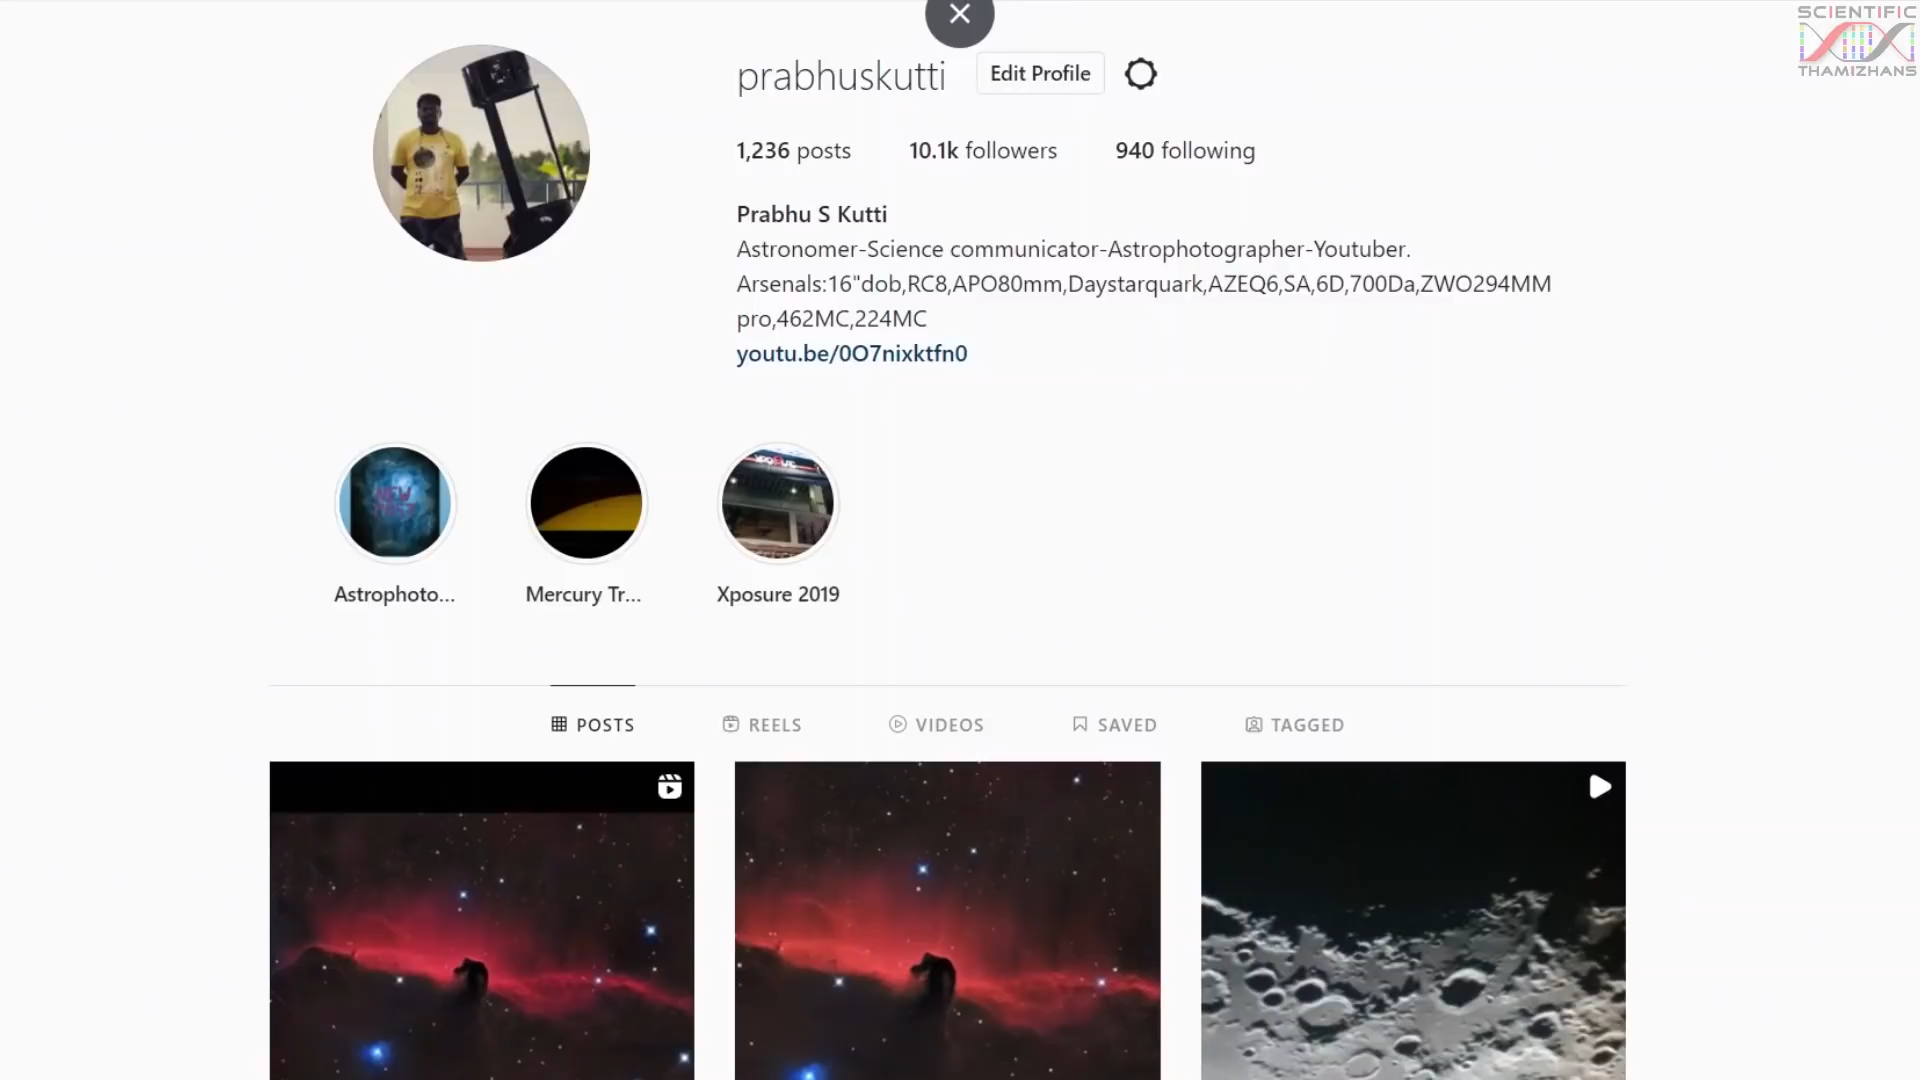 SCIENTIFIC
THAMIZHANS
prabhuskutti
Edit Profile
1,236 posts
10.1k followers
940 following
Prabhu S Kutti
Astronomer-Science communicator-Astrophotographer-Youtuber.
Arsenals:16"dob,RC8,APO80mm,Daystarquark,AZEQ6,SA,6D,700Da,ZWO294MM
pro,462MC,224MC
youtu.be/0O7nixktfn0
Astrophoto...
Mercury Tr...
Xposure 2019
POSTS
REELS
VIDEOS
SAVED
TAGGED